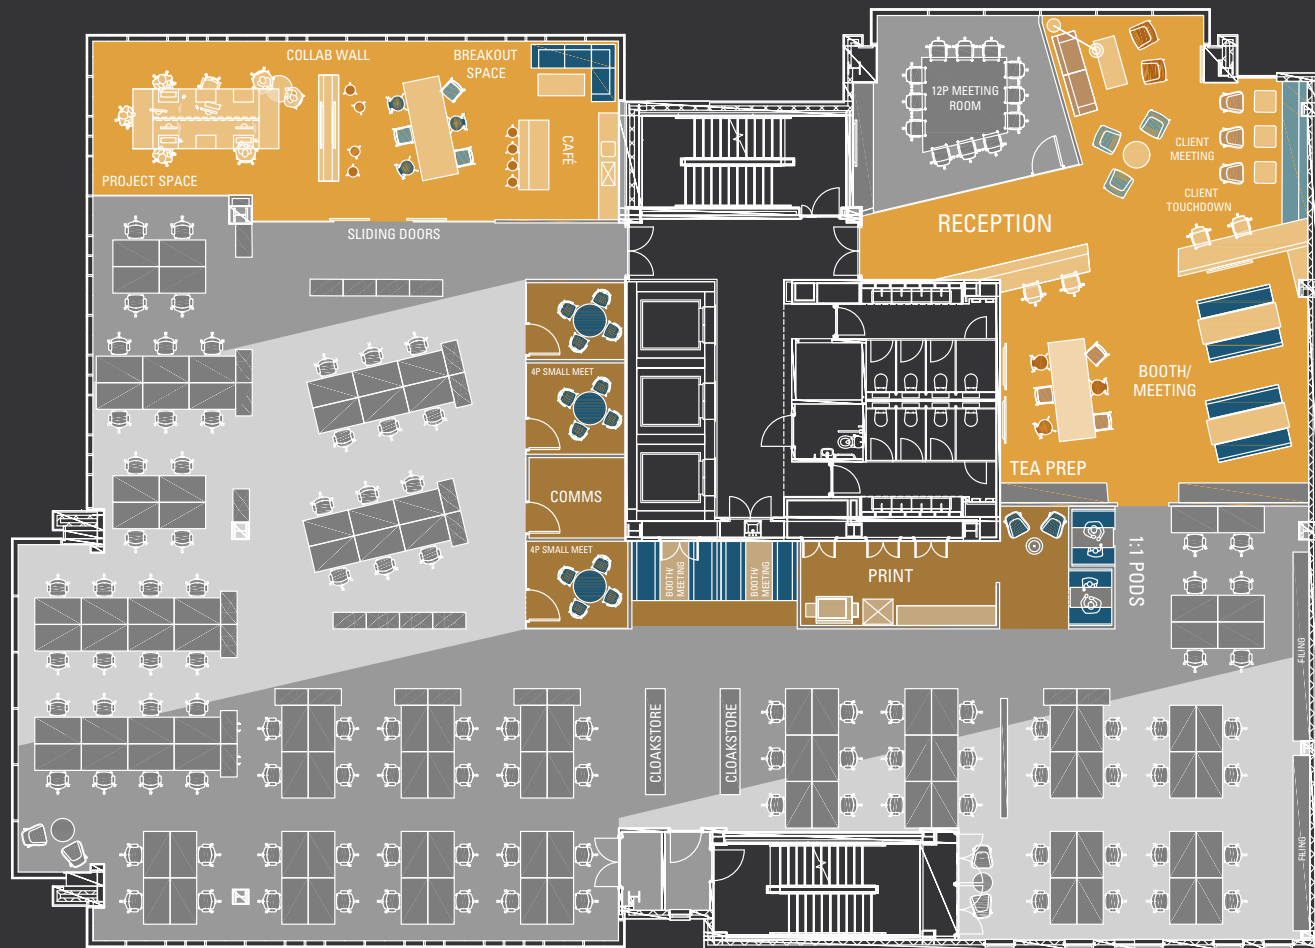 COLLAB WALL
BREAKOUT
SPACE
12P MEETING
ROOM
CAFÉ
CLIENT
MEETING
PROJECT SPACE
CLIENT
TOUCHDOWN
RECEPTION
SLIDING DOORS
4P SMALL MEET
BOOTH/
MEETING
TEA PREP
COMMS
4P SMALL MEET
BOOTH/
MEETING
BOOTH/
MEETING
PRINT
1:1 PODS
FILING
CLOAKSTORE
CLOAKSTORE
FILING